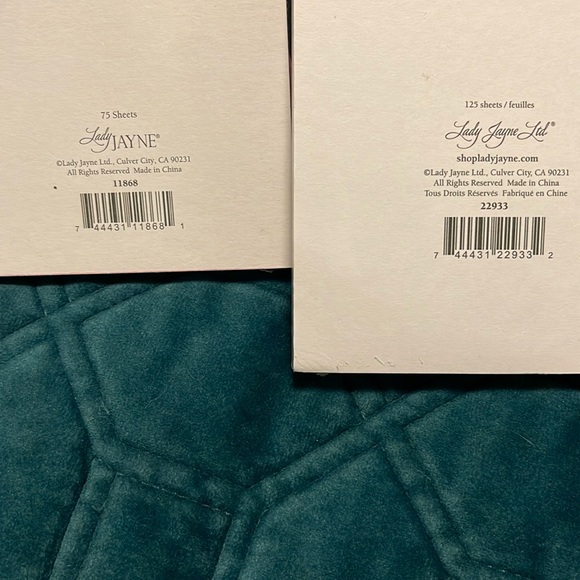 75 Sheets
Lady JAYNE®
©Lady Jayne Ltd., Culver City, CA 90231
All Rights Reserved Made in China
11868
7 44431 11868 1
125 sheets / feuilles
Lady Jayne Ltd®
shopladyjayne.com
©Lady Jayne Ltd., Culver City, CA 90231
All Rights Reserved Made in China
Tous Droits Réservés Fabriqué en Chine
22933
7 44431 22933 2